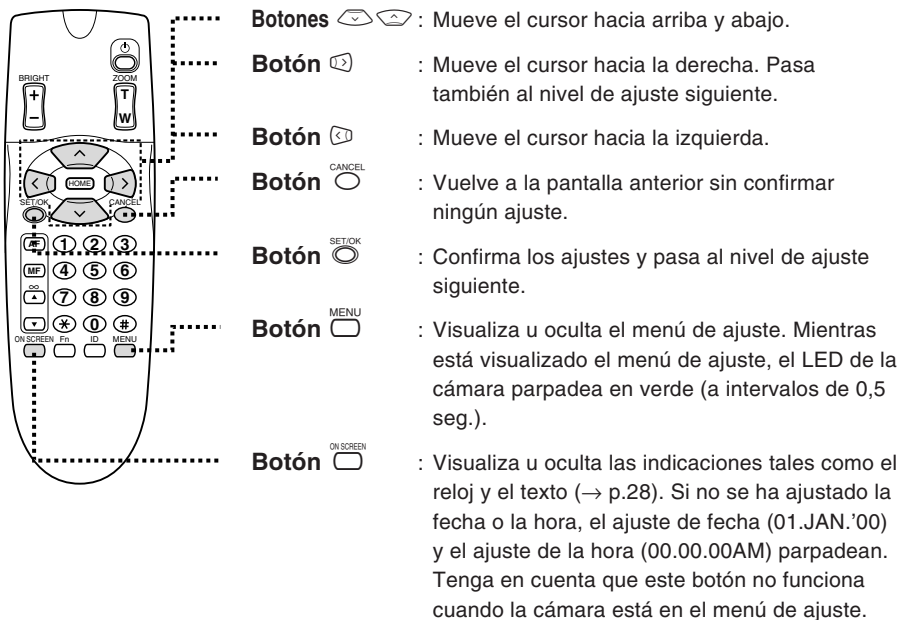 BRIGHT
ZOOM
+
T
−
W
HOME
SET/OK
CANCEL
AF
1 2 3
MF
4 5 6
∞
7 8 9
* 0 #
ON SCREEN Fn ID MENU
Botones : Mueve el cursor hacia arriba y abajo.
Botón : Mueve el cursor hacia la derecha. Pasa
también al nivel de ajuste siguiente.
Botón : Mueve el cursor hacia la izquierda.
Botón CANCEL : Vuelve a la pantalla anterior sin confirmar
ningún ajuste.
Botón SET/OK : Confirma los ajustes y pasa al nivel de ajuste
siguiente.
Botón MENU : Visualiza u oculta el menú de ajuste. Mientras
está visualizado el menú de ajuste, el LED de la
cámara parpadea en verde (a intervalos de 0,5
seg.).
Botón ON SCREEN : Visualiza u oculta las indicaciones tales como el
reloj y el texto (→ p.28). Si no se ha ajustado la
fecha o la hora, el ajuste de fecha (01.JAN.'00)
y el ajuste de la hora (00.00.00AM) parpadean.
Tenga en cuenta que este botón no funciona
cuando la cámara está en el menú de ajuste.